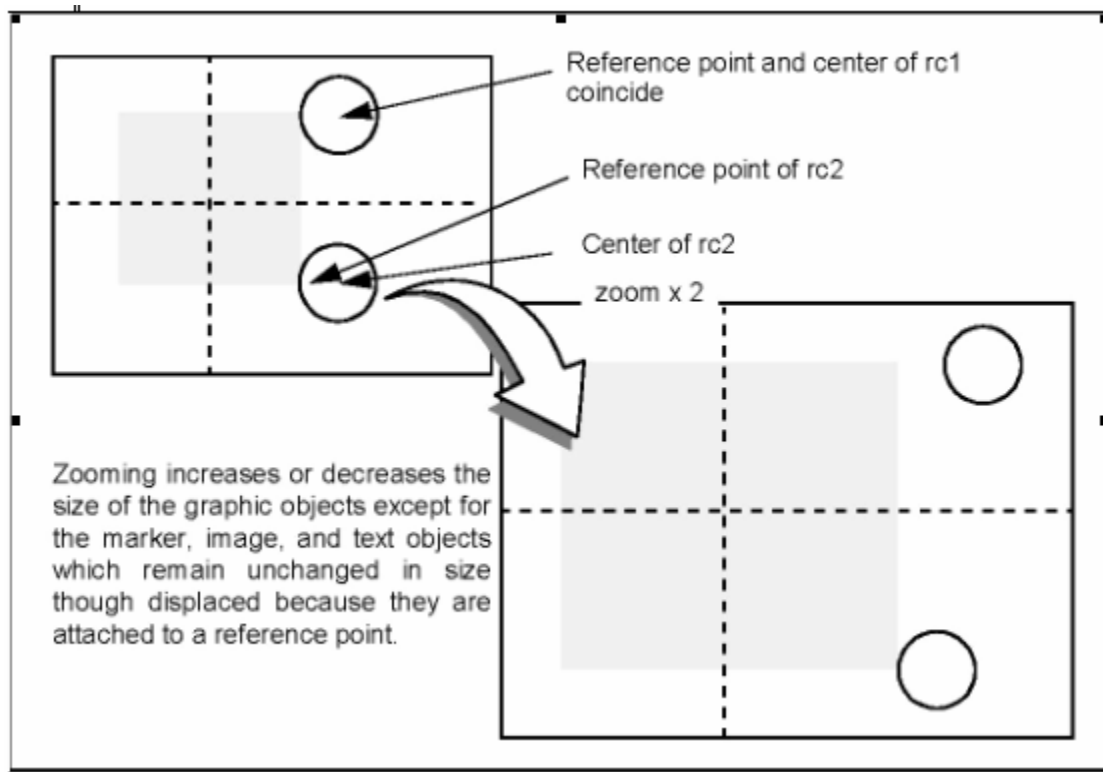 Reference point and center of rc1
coincide
Reference point of rc2
Center of rc2
zoom x 2
Zooming increases or decreases the
size of the graphic objects except for
the marker, image, and text objects
which remain unchanged in size
though displaced because they are
attached to a reference point.